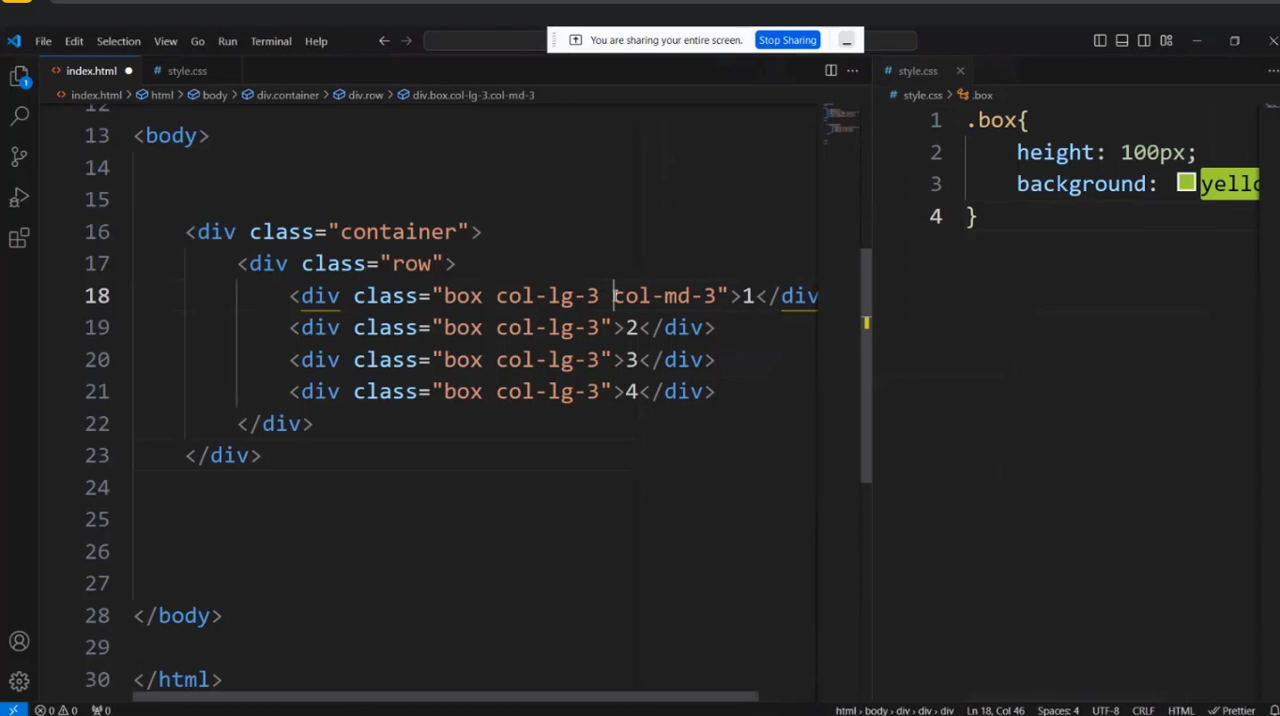 File Edit Selection View Go Run Terminal Help
You are sharing your entire screen. Stop Sharing
index.html style.css
style.css
index.html > html > body > div.container > div.row > div.box.col-lg-3.col-md-3
style.css > .box
12
13 <body>
14
15
16 <div class="container">
17 <div class="row">
18 <div class="box col-lg-3 col-md-3">1</div
19 <div class="box col-lg-3">2</div>
20 <div class="box col-lg-3">3</div>
21 <div class="box col-lg-3">4</div>
22 </div>
23 </div>
24
25
26
27
28 </body>
29
30 </html>
1 .box{
2 height: 100px;
3 background: yello
4 }
1
0 0 0 html > body > div > div > div Ln 18, Col 46 Spaces: 4 UTF-8 CRLF HTML Prettier